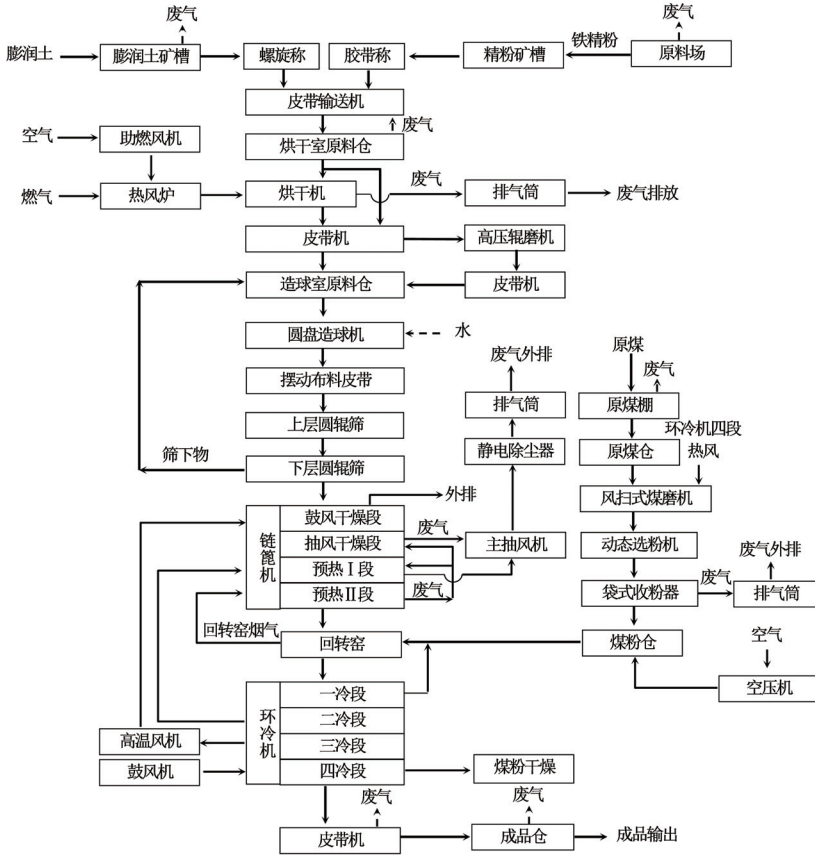 废气
废气
膨润土
膨润土矿槽
螺旋称
胶带称
精粉矿槽
铁精粉
原料场
皮带输送机
空气
助燃风机
废气
烘干室原料仓
燃气
热风炉
烘干机
废气
排气筒
废气排放
皮带机
高压辊磨机
造球室原料仓
皮带机
圆盘造球机
水
原煤
废气外排
废气
摆动布料皮带
排气筒
原煤棚
上层圆辊筛
环冷机四段
热风
筛下物
下层圆辊筛
静电除尘器
原煤仓
外排
风扫式煤磨机
链篦机
鼓风干燥段
废气
抽风干燥段
主抽风机
动态选粉机
废气外排
预热Ⅰ段
废气
预热Ⅱ段
废气
袋式收粉器
排气筒
回转窑烟气
回转窑
煤粉仓
空气
环冷机
一冷段
空压机
二冷段
高温风机
三冷段
鼓风机
四冷段
煤粉干燥
废气
废气
皮带机
成品仓
成品输出